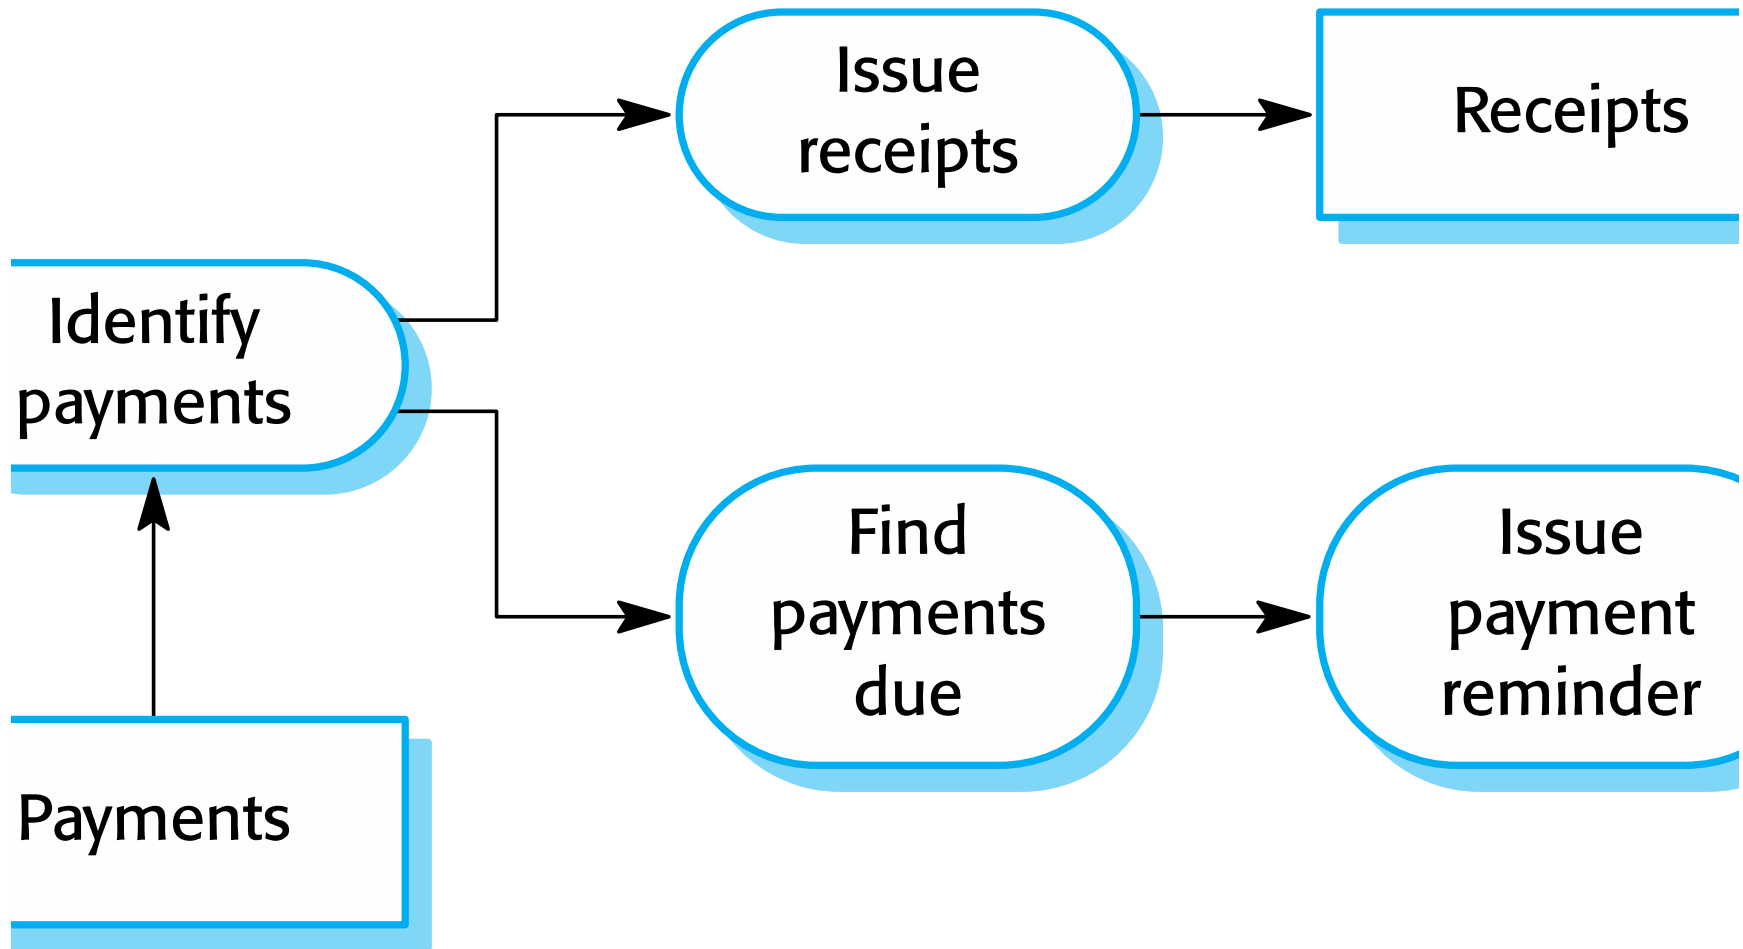 Issue
receipts
Receipts
Identify
payments
Find
payments
due
Issue
payment
reminder
Payments